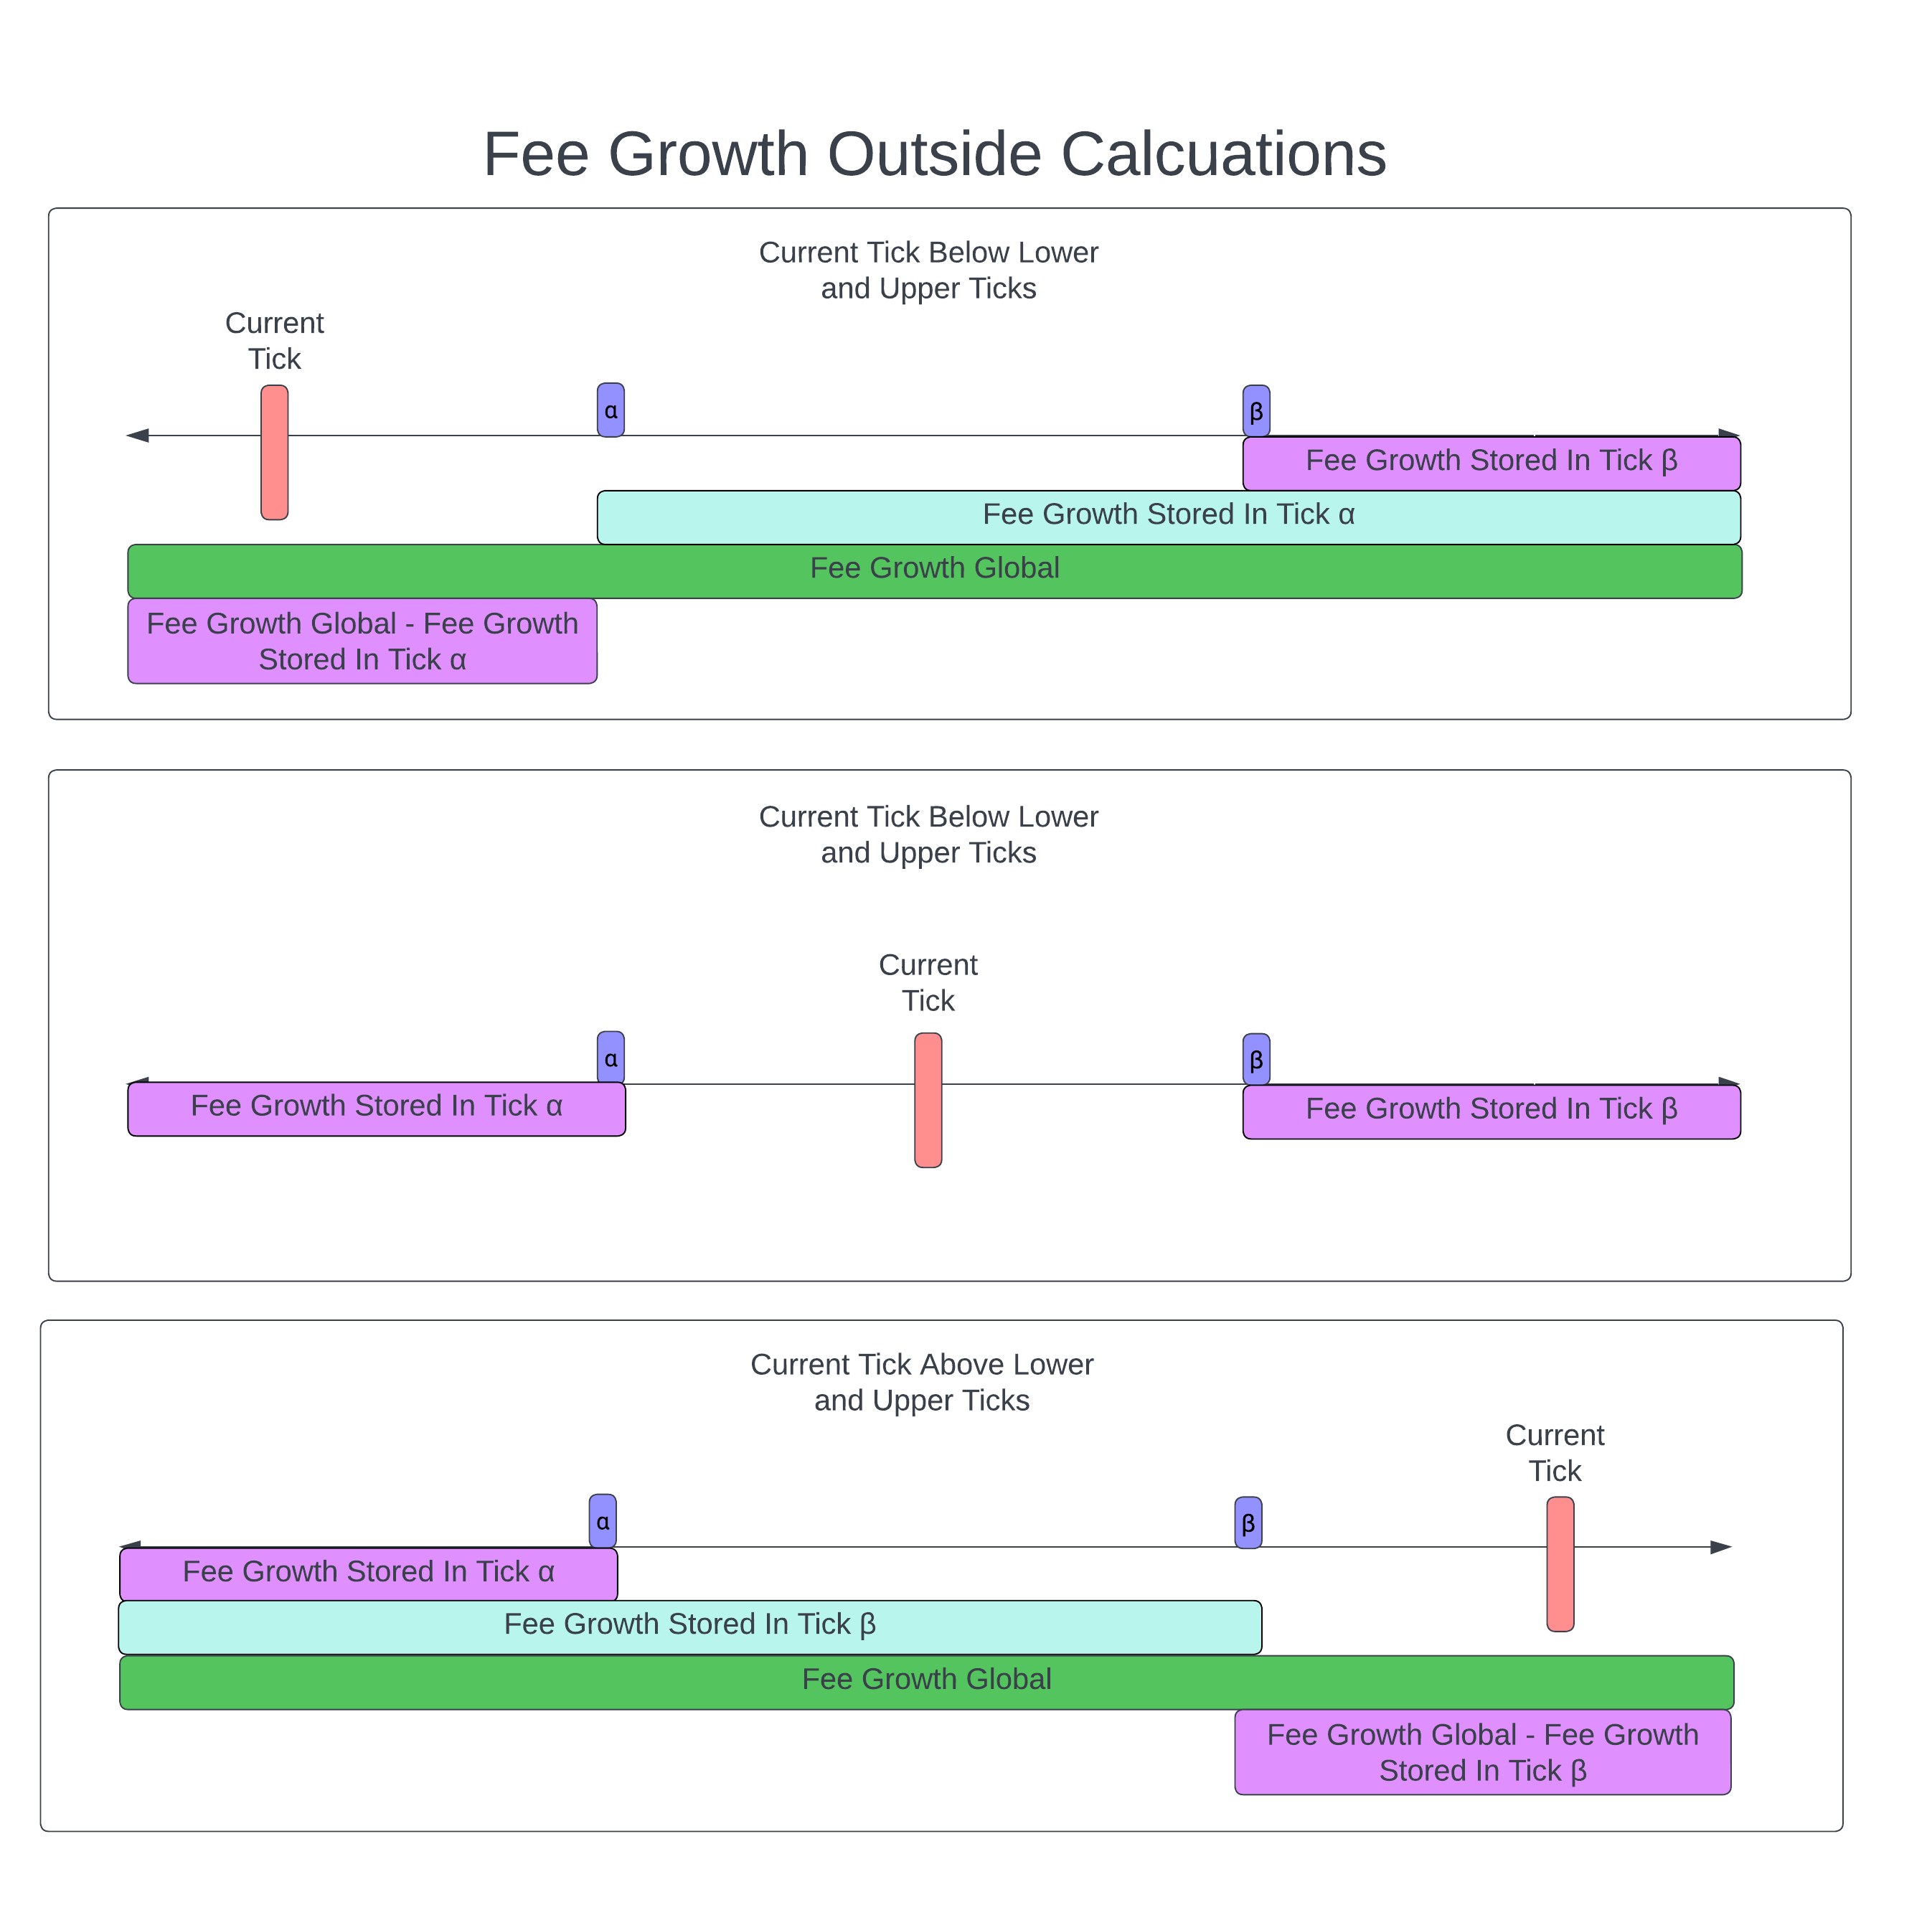 Fee Growth Outside Calcuations
Current Tick Below Lower
and Upper Ticks
Current
Tick
α
β
Fee Growth Stored In Tick β
Fee Growth Stored In Tick α
Fee Growth Global
Fee Growth Global - Fee Growth
Stored In Tick α
Current Tick Below Lower
and Upper Ticks
Current
Tick
α
β
Fee Growth Stored In Tick α
Fee Growth Stored In Tick β
Current Tick Above Lower
and Upper Ticks
Current
Tick
α
β
Fee Growth Stored In Tick α
Fee Growth Stored In Tick β
Fee Growth Global
Fee Growth Global - Fee Growth
Stored In Tick β